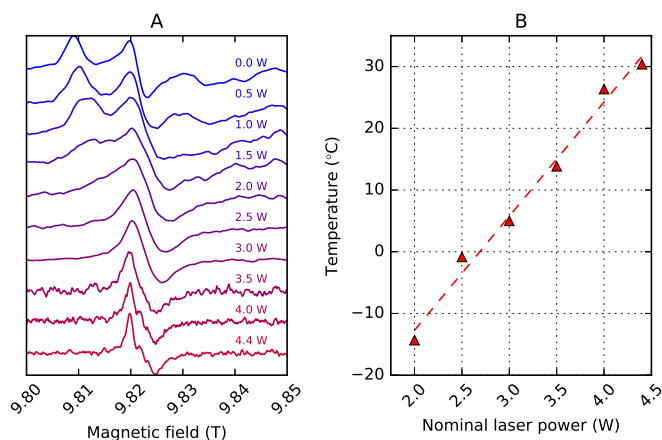 A
0.0 W
0.5 W
1.0 W
1.5 W
2.0 W
2.5 W
3.0 W
3.5 W
4.0 W
4.4 W
9.80 9.81 9.82 9.83 9.84 9.85
Magnetic field (T)
B
Temperature (°C)
30
20
10
0
−10
−20
2.0 2.5 3.0 3.5 4.0 4.5
Nominal laser power (W)